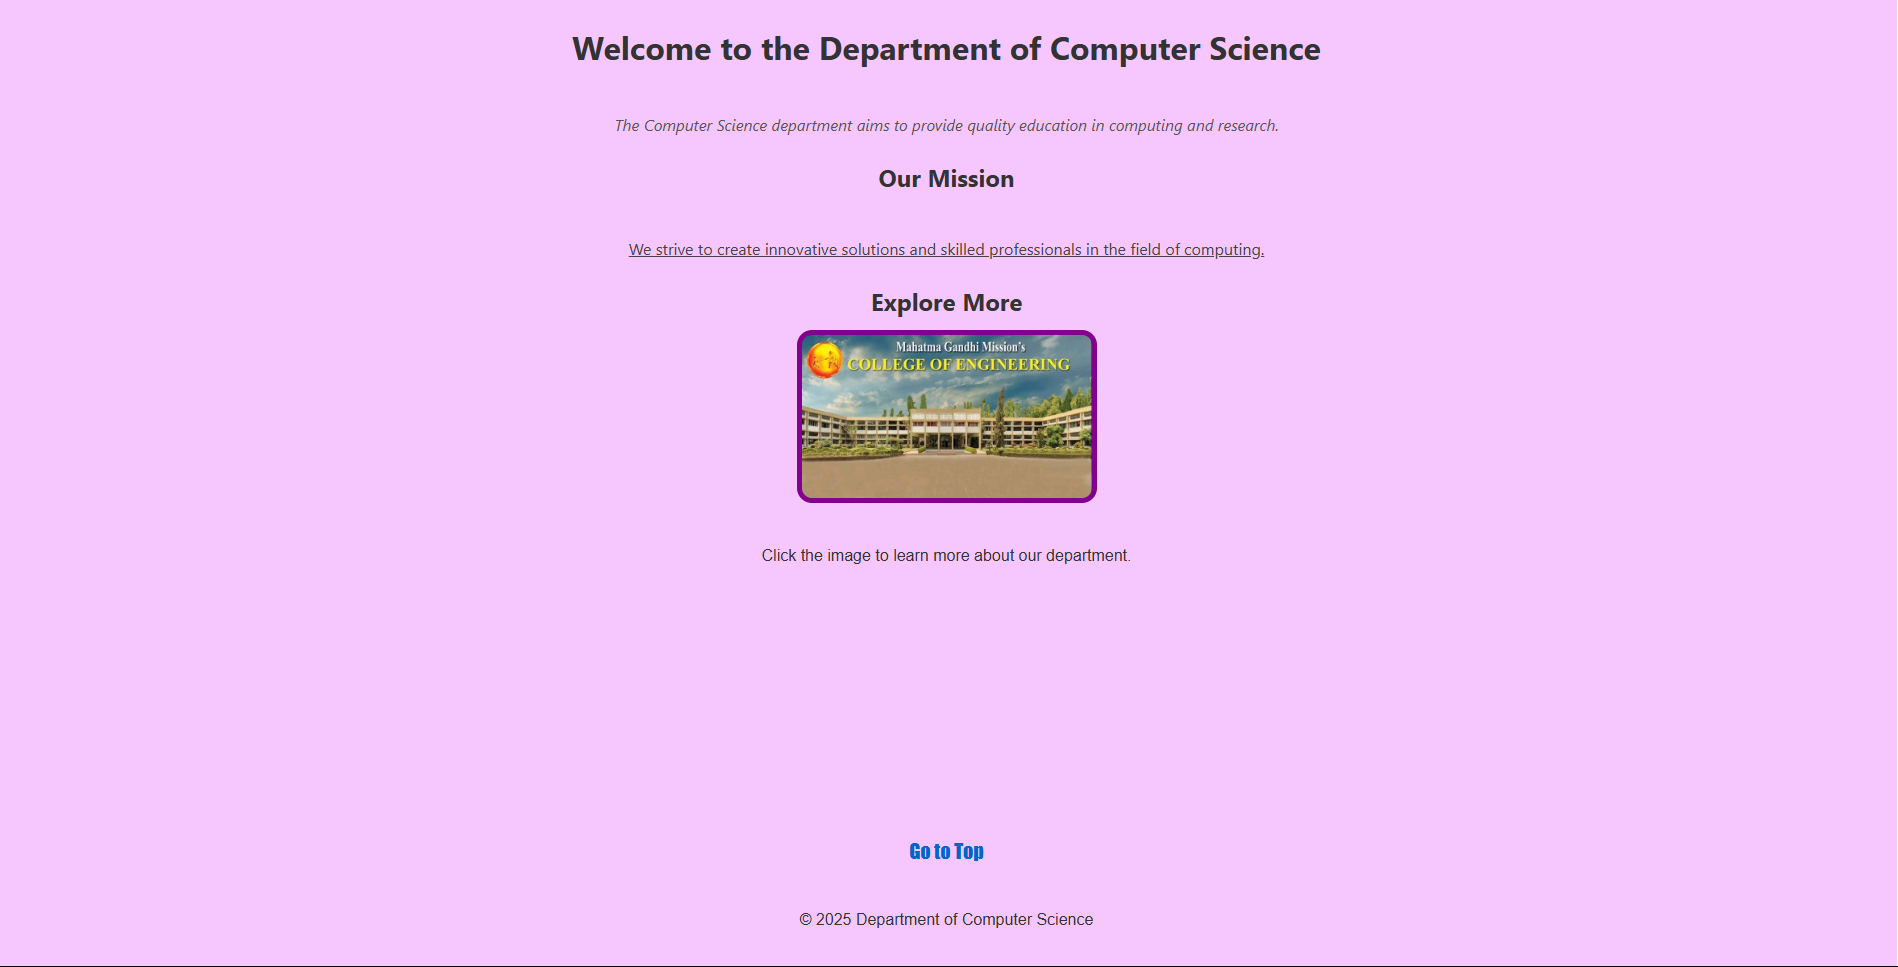 Welcome to the Department of Computer Science
The Computer Science department aims to provide quality education in computing and research.
Our Mission
We strive to create innovative solutions and skilled professionals in the field of computing.
Explore More
Mahatma Gandhi Mission's
COLLEGE OF ENGINEERING
Click the image to learn more about our department.
Go to Top
© 2025 Department of Computer Science